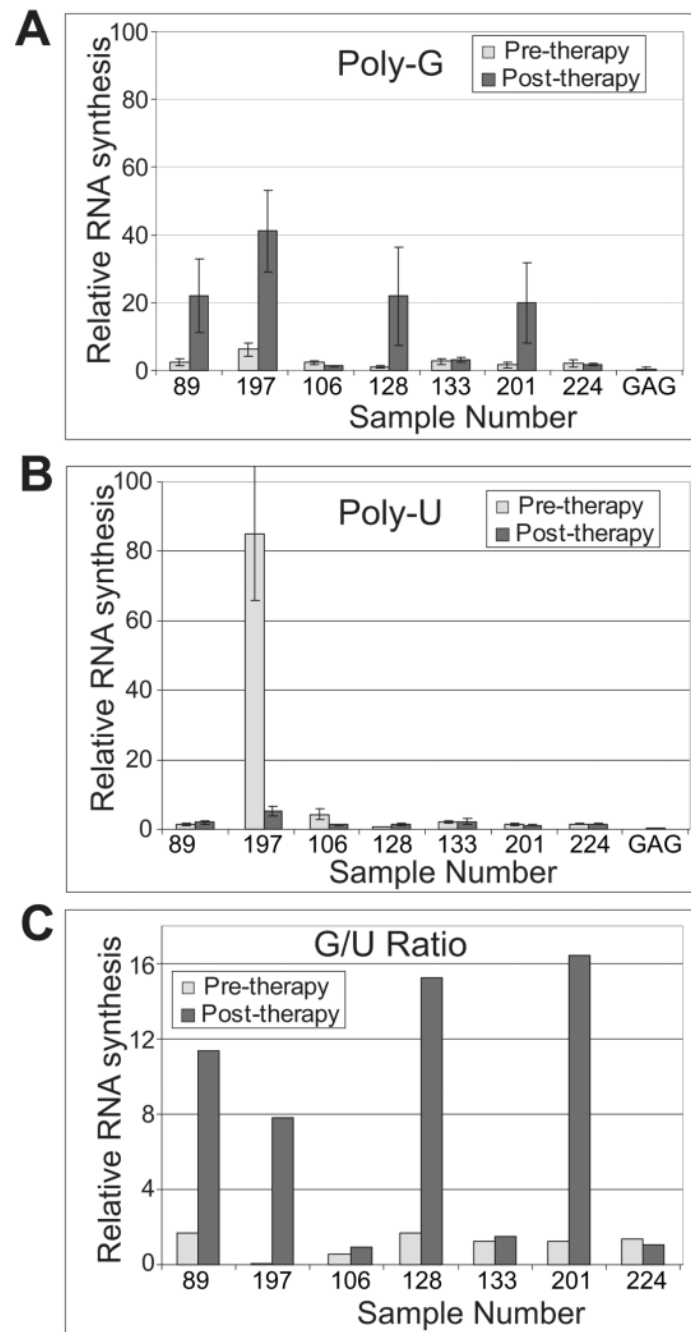 A
Poly-G
Pre-therapy
Post-therapy
Relative RNA synthesis
100
80
60
40
20
0
89 197 106 128 133 201 224 GAG
Sample Number
B
Poly-U
Pre-therapy
Post-therapy
Relative RNA synthesis
100
80
60
40
20
0
89 197 106 128 133 201 224 GAG
Sample Number
C
G/U Ratio
Pre-therapy
Post-therapy
Relative RNA synthesis
16
12
8
4
0
89 197 106 128 133 201 224
Sample Number